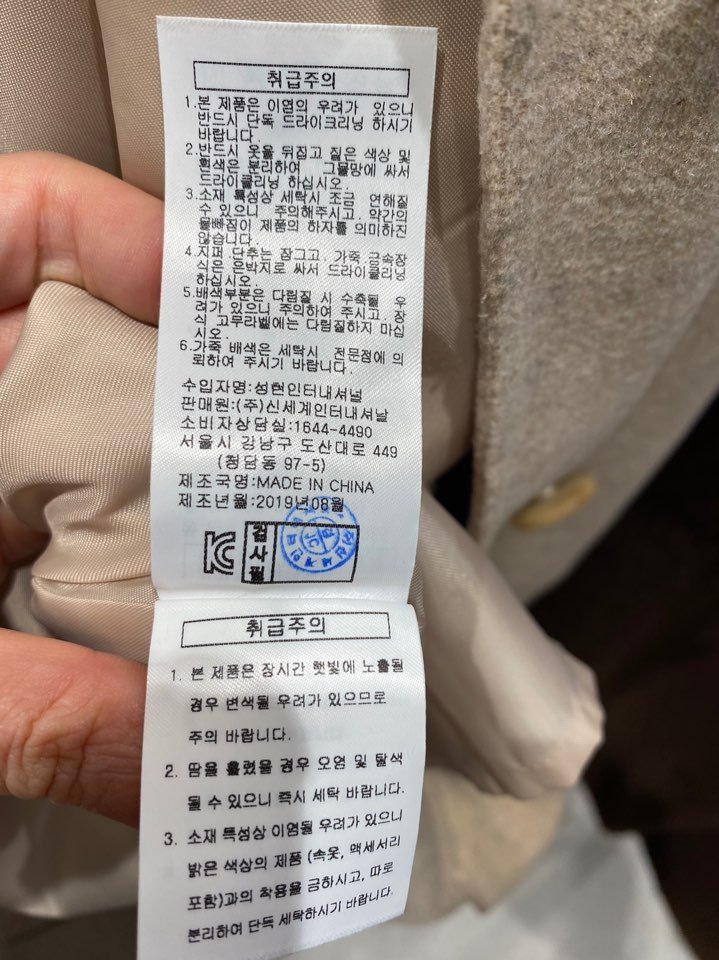 취급주의
1.본 제품은 이염의 우려가 있으니
반드시 단독 드라이크리닝 하시기
바랍니다.
2.반드시 옷을 뒤집고 짙은 색상 및
흰색은 분리하여 그물망에 싸서
드라이클리닝 하십시오.
3.소재 특성상 세탁시 조금 연해질
수 있으니 주의해주시고, 약간의
물빠짐이 제품의 하자를 의미하진
않습니다.
4.지퍼,단추는 잠그고, 가죽,금속장
식은 은박지로 싸서 드라이클리닝
하십시오.
5.배색부분은 다림질 시 수축될 우
려가 있으니 주의하여 주시고, 장
식 고무라벨에는 다림질하지 마십
시오.
6.가죽 배색은 세탁시 전문점에 의
뢰하여 주시기 바랍니다.
수입자명:성현인터내셔널
판매원:(주)신세계인터내셔날
소비자상담실:1644-4490
서울시 강남구 도산대로 449
(청담동 97-5)
제조국명:MADE IN CHINA
제조년월:2019년08월
검사필
취급주의
1. 본 제품은 장시간 햇빛에 노출될
경우 변색될 우려가 있으므로
주의 바랍니다.
2. 땀을 흘렸을 경우 오염 및 탈색
될 수 있으니 즉시 세탁 바랍니다.
3. 소재 특성상 이염될 우려가 있으니
밝은 색상의 제품 (속옷, 액세서리
포함)과의 착용을 금하시고, 따로
분리하여 단독 세탁하시기 바랍니다.